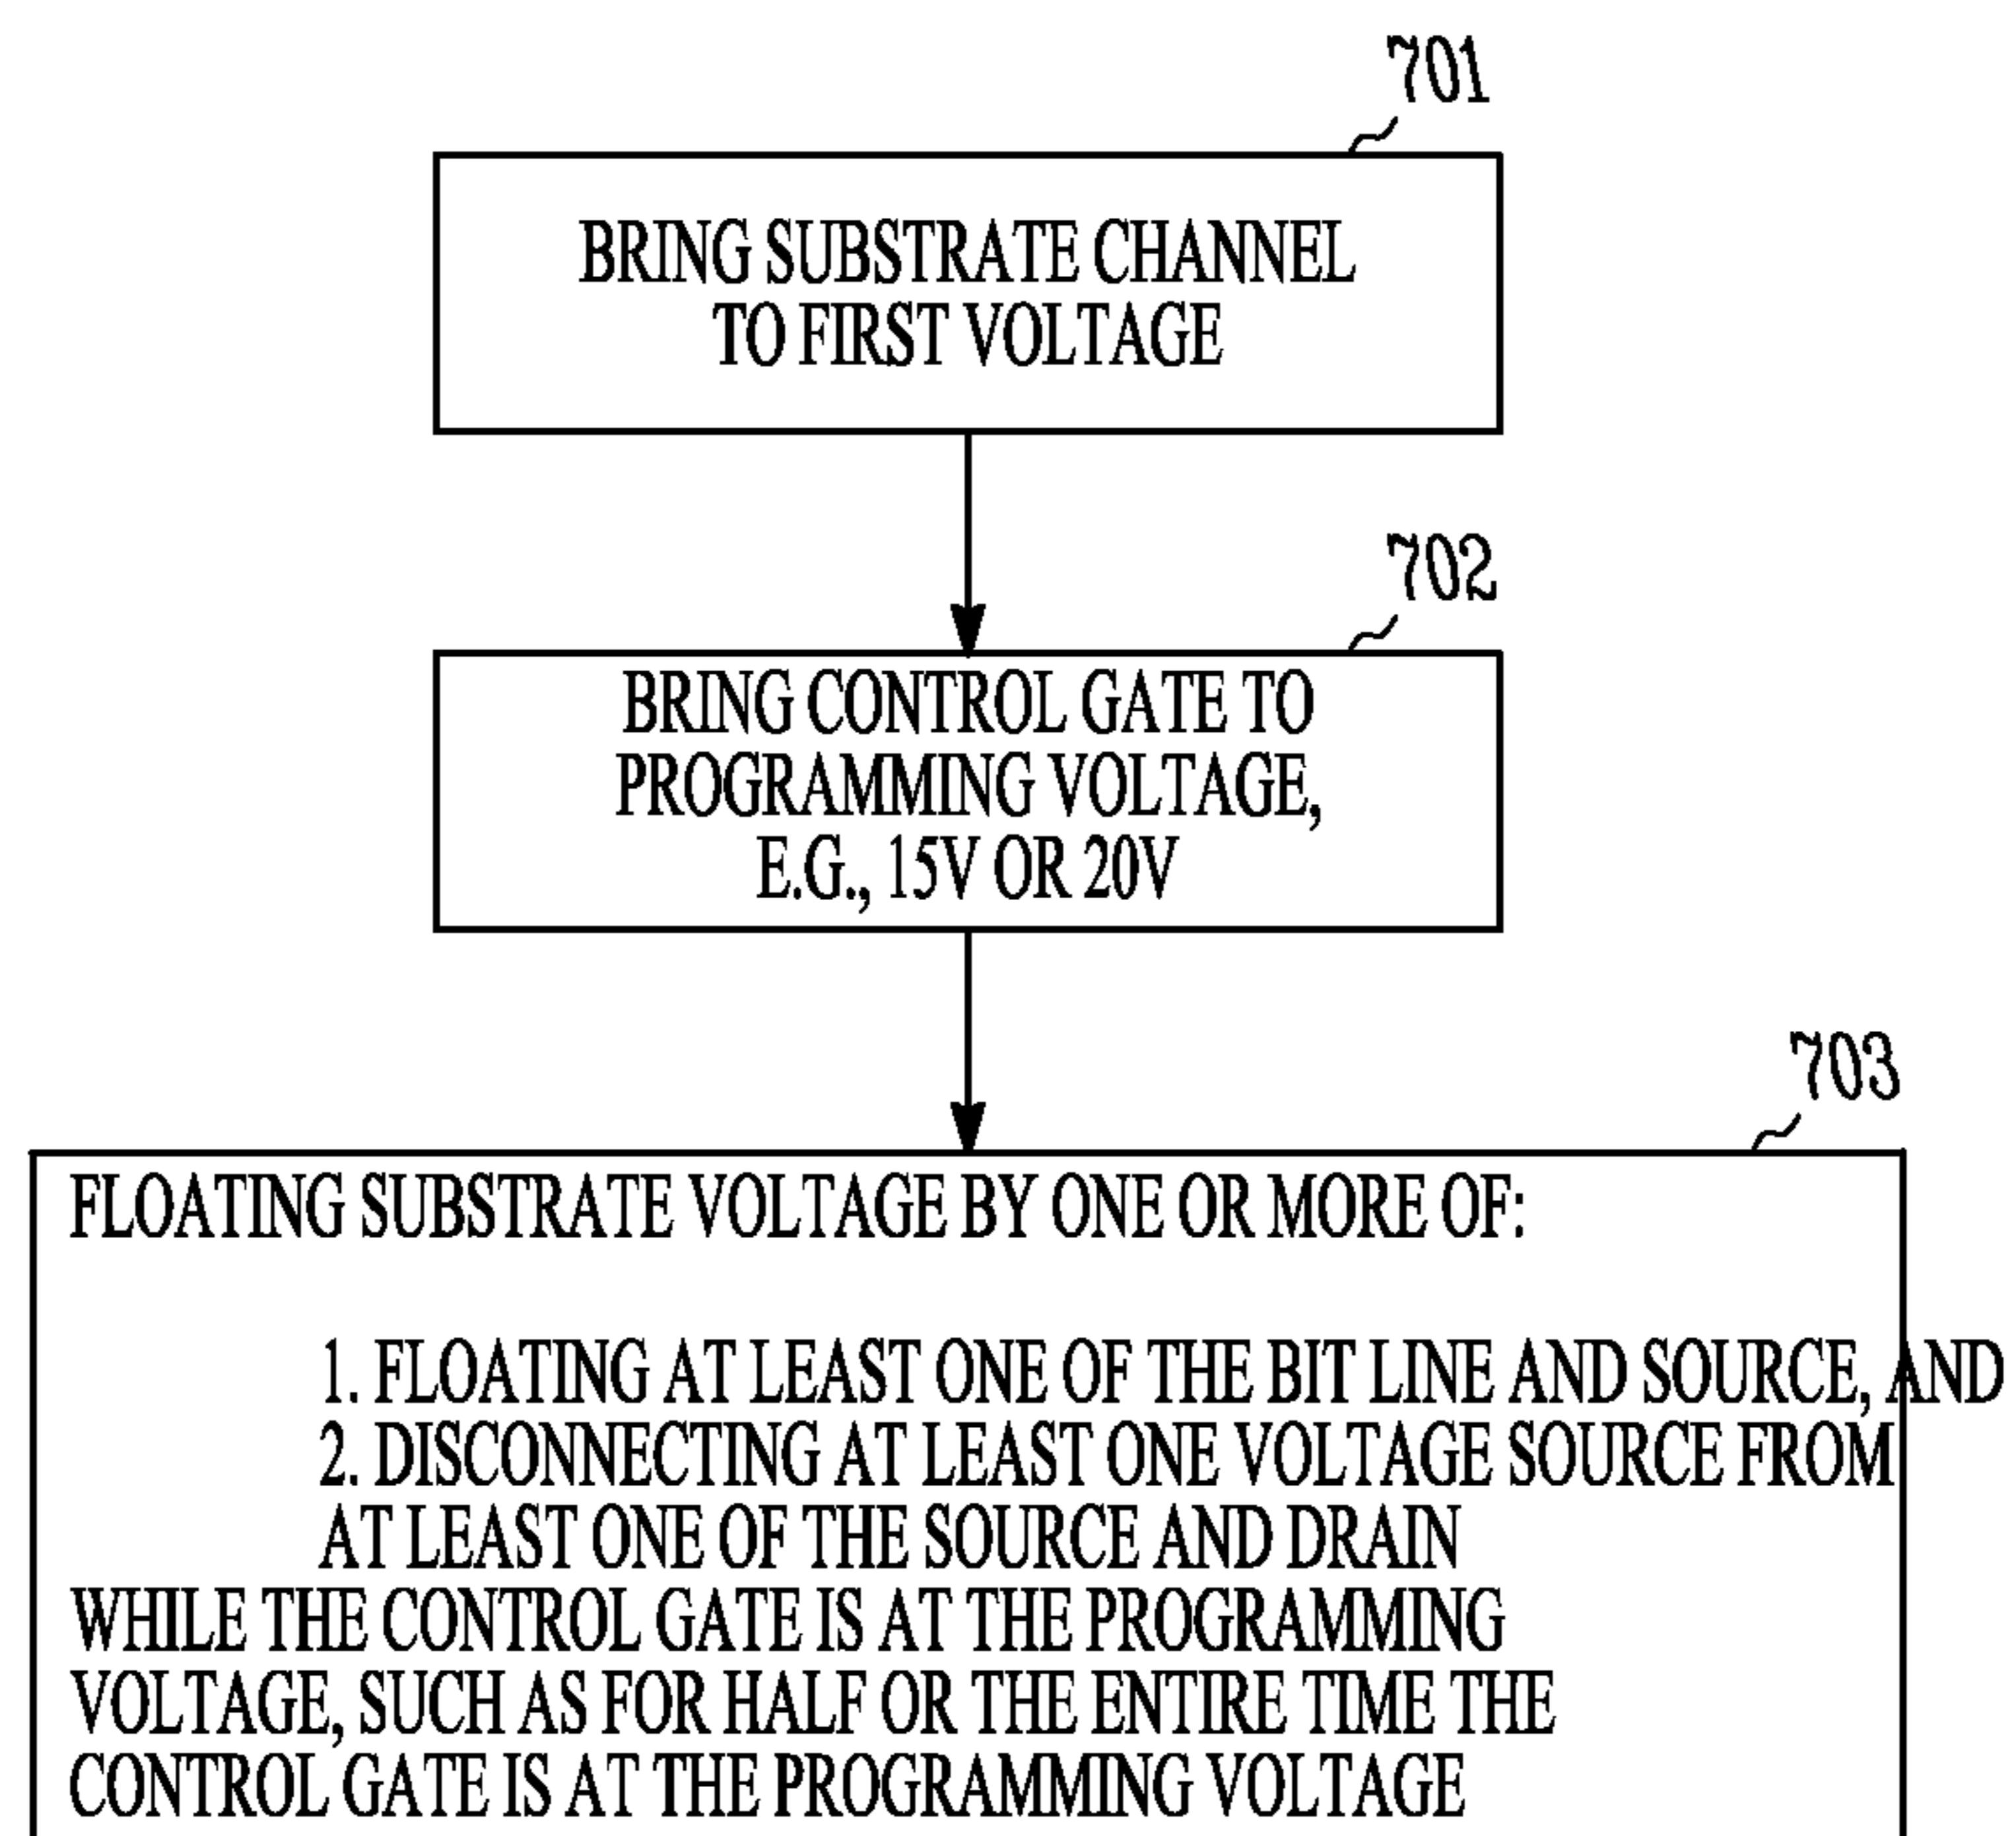 701
BRING SUBSTRATE CHANNEL
TO FIRST VOLTAGE
702
BRING CONTROL GATE TO
PROGRAMMING VOLTAGE,
E.G., 15V OR 20V
703
FLOATING SUBSTRATE VOLTAGE BY ONE OR MORE OF:
1. FLOATING AT LEAST ONE OF THE BIT LINE AND SOURCE, AND
2. DISCONNECTING AT LEAST ONE VOLTAGE SOURCE FROM
AT LEAST ONE OF THE SOURCE AND DRAIN
WHILE THE CONTROL GATE IS AT THE PROGRAMMING
VOLTAGE, SUCH AS FOR HALF OR THE ENTIRE TIME THE
CONTROL GATE IS AT THE PROGRAMMING VOLTAGE